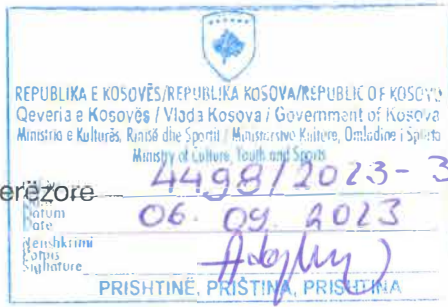 REPUBLIKA E KOSOVËS/REPUBLIKA KOSOVA/REPUBLIC OF KOSOVO
Qeveria e Kosovës / Vlada Kosova / Government of Kosova
Ministria e Kulturës, Rinisë dhe Sportit / Ministarstvo Kulture, Omladine i Sporta
Ministry of Culture, Youth and Sports
erëzore
4498/2023-3
Datum
Date
06. 09. 2023
Nënshkrimi
Potpis
Signature
PRISHTINË, PRIŠTINA, PRISHTINA